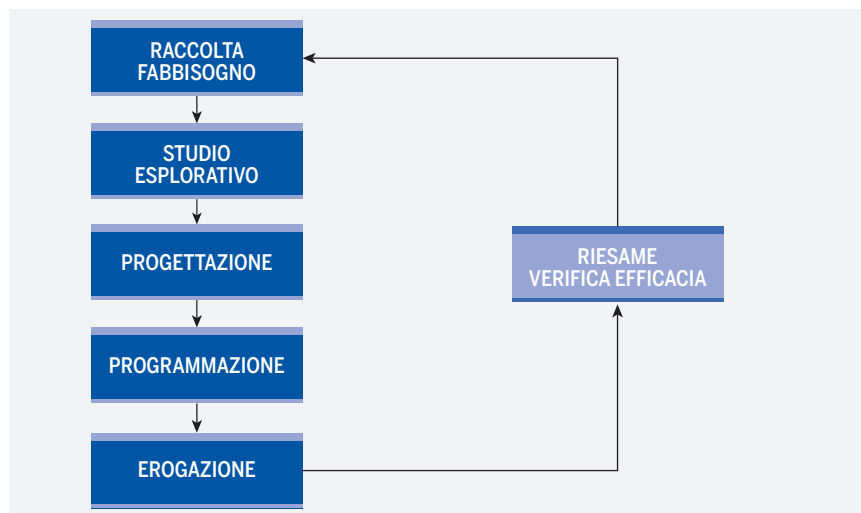 RACCOLTA
FABBISOGNO
STUDIO
ESPLORATIVO
PROGETTAZIONE
PROGRAMMAZIONE
EROGAZIONE
RIESAME
VERIFICA EFFICACIA